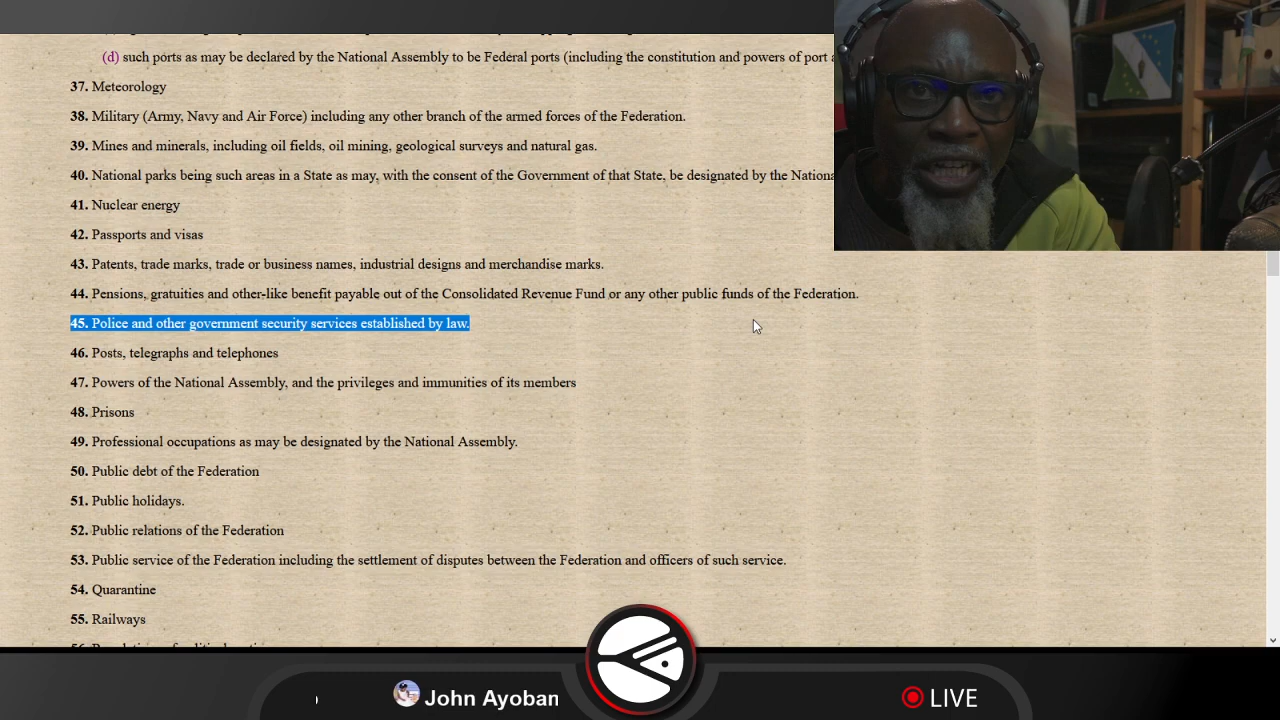 (d) such ports as may be declared by the National Assembly to be Federal ports (including the constitution and powers of port
37. Meteorology
38. Military (Army, Navy and Air Force) including any other branch of the armed forces of the Federation.
39. Mines and minerals, including oil fields, oil mining, geological surveys and natural gas.
40. National parks being such areas in a State as may, with the consent of the Government of that State, be designated by the
41. Nuclear energy
42. Passports and visas
43. Patents, trade marks, trade or business names, industrial designs and merchandise marks.
44. Pensions, gratuities and other-like benefit payable out of the Consolidated Revenue Fund or any other public funds of the Federation.
45. Police and other government security services established by law.
46. Posts, telegraphs and telephones
47. Powers of the National Assembly, and the privileges and immunities of its members
48. Prisons
49. Professional occupations as may be designated by the National Assembly.
50. Public debt of the Federation
51. Public holidays.
52. Public relations of the Federation
53. Public service of the Federation including the settlement of disputes between the Federation and officers of such service.
54. Quarantine
55. Railways
John Ayoban
LIVE